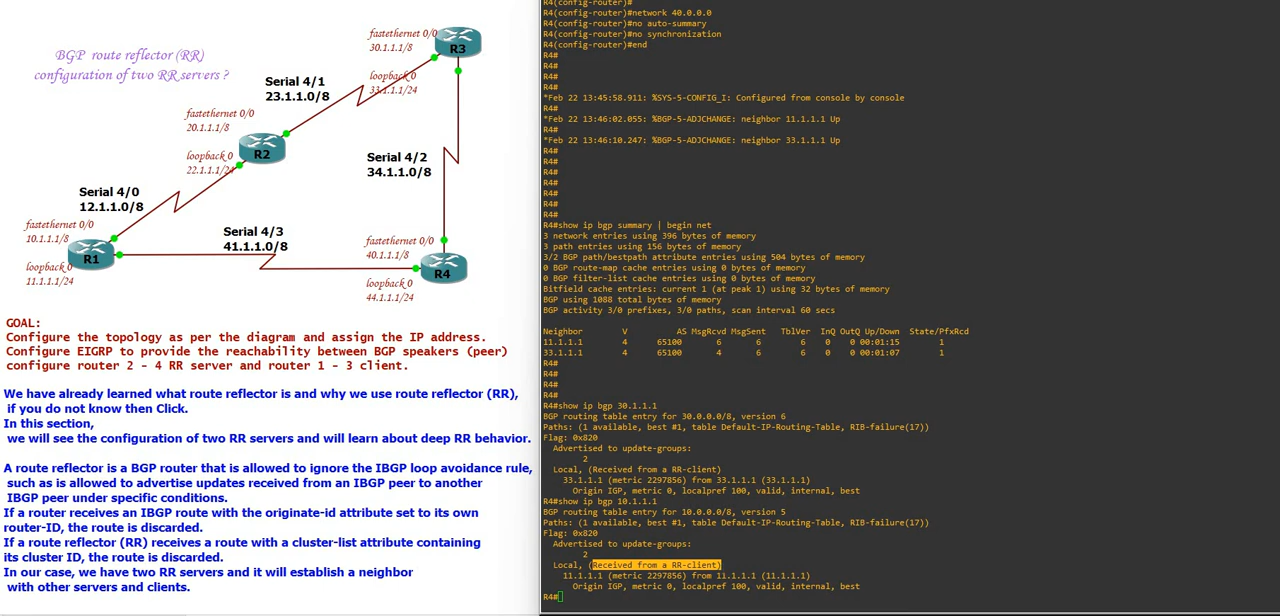 BGP route reflector (RR)
configuration of two RR servers ?
fastethernet 0/0
30.1.1.1/8
R3
loopback 0
33.1.1.1/24
Serial 4/1
23.1.1.0/8
fastethernet 0/0
20.1.1.1/8
R2
loopback 0
22.1.1.1/24
Serial 4/2
34.1.1.0/8
Serial 4/0
12.1.1.0/8
fastethernet 0/0
10.1.1.1/8
R1
loopback 0
11.1.1.1/24
Serial 4/3
41.1.1.0/8
fastethernet 0/0
40.1.1.1/8
R4
loopback 0
44.1.1.1/24
GOAL:
Configure the topology as per the diagram and assign the IP address.
Configure EIGRP to provide the reachability between BGP speakers (peer)
configure router 2 - 4 RR server and router 1 - 3 client.
We have already learned what route reflector is and why we use route reflector (RR),
if you do not know then Click.
In this section,
we will see the configuration of two RR servers and will learn about deep RR behavior.
A route reflector is a BGP router that is allowed to ignore the IBGP loop avoidance rule,
such as is allowed to advertise updates received from an IBGP peer to another
IBGP peer under specific conditions.
If a router receives an IBGP route with the originate-id attribute set to its own
router-ID, the route is discarded.
If a route reflector (RR) receives a route with a cluster-list attribute containing
its cluster ID, the route is discarded.
In our case, we have two RR servers and it will establish a neighbor
with other servers and clients.
R4(config-router)#
R4(config-router)#network 40.0.0.0
R4(config-router)#no auto-summary
R4(config-router)#no synchronization
R4(config-router)#end
R4#
R4#
R4#
R4#
*Feb 22 13:45:58.911: %SYS-5-CONFIG_I: Configured from console by console
R4#
*Feb 22 13:46:02.055: %BGP-5-ADJCHANGE: neighbor 11.1.1.1 Up
R4#
*Feb 22 13:46:10.247: %BGP-5-ADJCHANGE: neighbor 33.1.1.1 Up
R4#
R4#
R4#
R4#
R4#
R4#
R4#
R4#show ip bgp summary | begin net
3 network entries using 396 bytes of memory
3 path entries using 156 bytes of memory
3/2 BGP path/bestpath attribute entries using 504 bytes of memory
0 BGP route-map cache entries using 0 bytes of memory
0 BGP filter-list cache entries using 0 bytes of memory
Bitfield cache entries: current 1 (at peak 1) using 32 bytes of memory
BGP using 1088 total bytes of memory
BGP activity 3/0 prefixes, 3/0 paths, scan interval 60 secs
Neighbor V AS MsgRcvd MsgSent TblVer InQ OutQ Up/Down State/PfxRcd
11.1.1.1 4 65100 6 6 6 0 0 00:01:15 1
33.1.1.1 4 65100 4 6 6 0 0 00:01:07 1
R4#
R4#
R4#
R4#
R4#show ip bgp 30.1.1.1
BGP routing table entry for 30.0.0.0/8, version 6
Paths: (1 available, best #1, table Default-IP-Routing-Table, RIB-failure(17))
Flag: 0x820
Advertised to update-groups:
2
Local, (Received from a RR-client)
33.1.1.1 (metric 2297856) from 33.1.1.1 (33.1.1.1)
Origin IGP, metric 0, localpref 100, valid, internal, best
R4#show ip bgp 10.1.1.1
BGP routing table entry for 10.0.0.0/8, version 5
Paths: (1 available, best #1, table Default-IP-Routing-Table, RIB-failure(17))
Flag: 0x820
Advertised to update-groups:
2
Local, (Received from a RR-client)
11.1.1.1 (metric 2297856) from 11.1.1.1 (11.1.1.1)
Origin IGP, metric 0, localpref 100, valid, internal, best
R4#